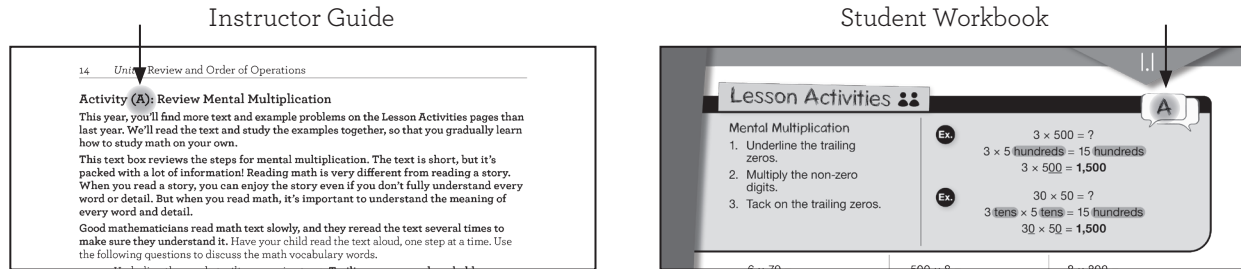 Instructor Guide
14 Unit Review and Order of Operations
Activity (A): Review Mental Multiplication
This year, you'll find more text and example problems on the Lesson Activities pages than
last year. We'll read the text and study the examples together, so that you gradually learn
how to study math on your own.
This text box reviews the steps for mental multiplication. The text is short, but it's
packed with a lot of information! Reading math is very different from reading a story.
When you read a story, you can enjoy the story even if you don't fully understand every
word or detail. But when you read math, it's important to understand the meaning of
every word and detail.
Good mathematicians read math text slowly, and they reread the text several times to
make sure they understand it. Have your child read the text aloud, one step at a time. Use
the following questions to discuss the math vocabulary words.
Student Workbook
1.1
Lesson Activities
A
Mental Multiplication
1. Underline the trailing
zeros.
2. Multiply the non-zero
digits.
3. Tack on the trailing zeros.
Ex.
3 × 500 = ?
3 × 5 hundreds = 15 hundreds
3 × 500 = 1,500
Ex.
30 × 50 = ?
3 tens × 5 tens = 15 hundreds
30 × 50 = 1,500